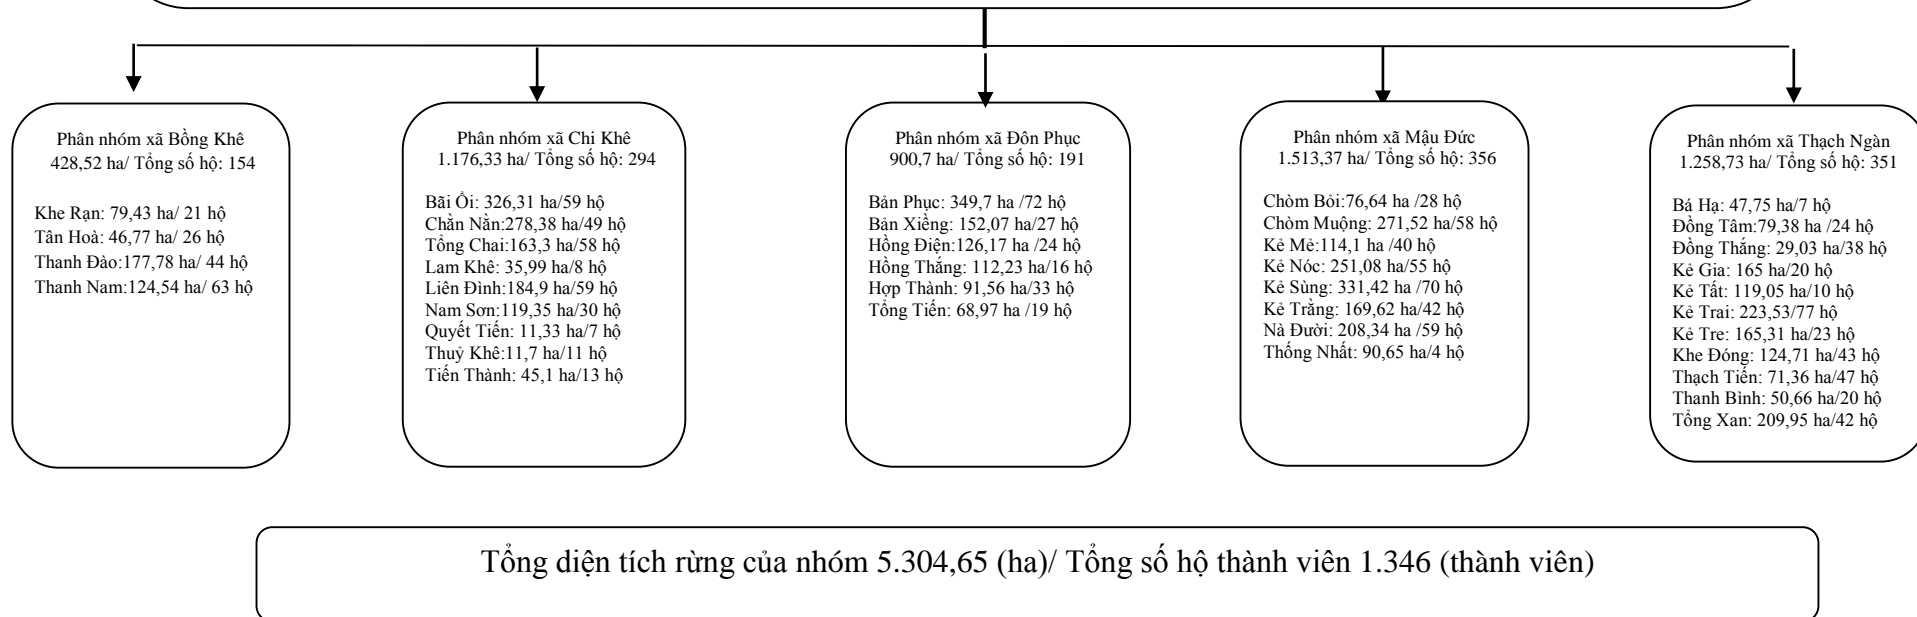 Phân nhóm xã Bồng Khê
428,52 ha/ Tổng số hộ: 154
Khe Rạn: 79,43 ha/ 21 hộ
Tân Hoà: 46,77 ha/ 26 hộ
Thanh Đào:177,78 ha/ 44 hộ
Thanh Nam:124,54 ha/ 63 hộ
Phân nhóm xã Chi Khê
1.176,33 ha/ Tổng số hộ: 294
Bãi Ổi: 326,31 ha/59 hộ
Chằn Nằn:278,38 ha/49 hộ
Tổng Chai:163,3 ha/58 hộ
Lam Khê: 35,99 ha/8 hộ
Liên Đình:184,9 ha/59 hộ
Nam Sơn:119,35 ha/30 hộ
Quyết Tiến: 11,33 ha/7 hộ
Thuỷ Khê:11,7 ha/11 hộ
Tiến Thành: 45,1 ha/13 hộ
Phân nhóm xã Đôn Phục
900,7 ha/ Tổng số hộ: 191
Bản Phục: 349,7 ha /72 hộ
Bản Xiềng: 152,07 ha/27 hộ
Hồng Điện:126,17 ha /24 hộ
Hồng Thắng: 112,23 ha/16 hộ
Hợp Thành: 91,56 ha/33 hộ
Tổng Tiến: 68,97 ha /19 hộ
Phân nhóm xã Mậu Đức
1.513,37 ha/ Tổng số hộ: 356
Chòm Bỏi:76,64 ha /28 hộ
Chòm Muộng: 271,52 ha/58 hộ
Kẻ Mẻ:114,1 ha /40 hộ
Kẻ Nóc: 251,08 ha/55 hộ
Kẻ Sùng: 331,42 ha /70 hộ
Kẻ Trằng: 169,62 ha/42 hộ
Nà Đười: 208,34 ha /59 hộ
Thống Nhất: 90,65 ha/4 hộ
Phân nhóm xã Thạch Ngàn
1.258,73 ha/ Tổng số hộ: 351
Bá Hạ: 47,75 ha/7 hộ
Đồng Tâm:79,38 ha /24 hộ
Đồng Thắng: 29,03 ha/38 hộ
Kẻ Gia: 165 ha/20 hộ
Kẻ Tất: 119,05 ha/10 hộ
Kẻ Trai: 223,53/77 hộ
Kẻ Tre: 165,31 ha/23 hộ
Khe Đóng: 124,71 ha/43 hộ
Thạch Tiến: 71,36 ha/47 hộ
Thanh Bình: 50,66 ha/20 hộ
Tổng Xan: 209,95 ha/42 hộ
Tổng diện tích rừng của nhóm 5.304,65 (ha)/ Tổng số hộ thành viên 1.346 (thành viên)